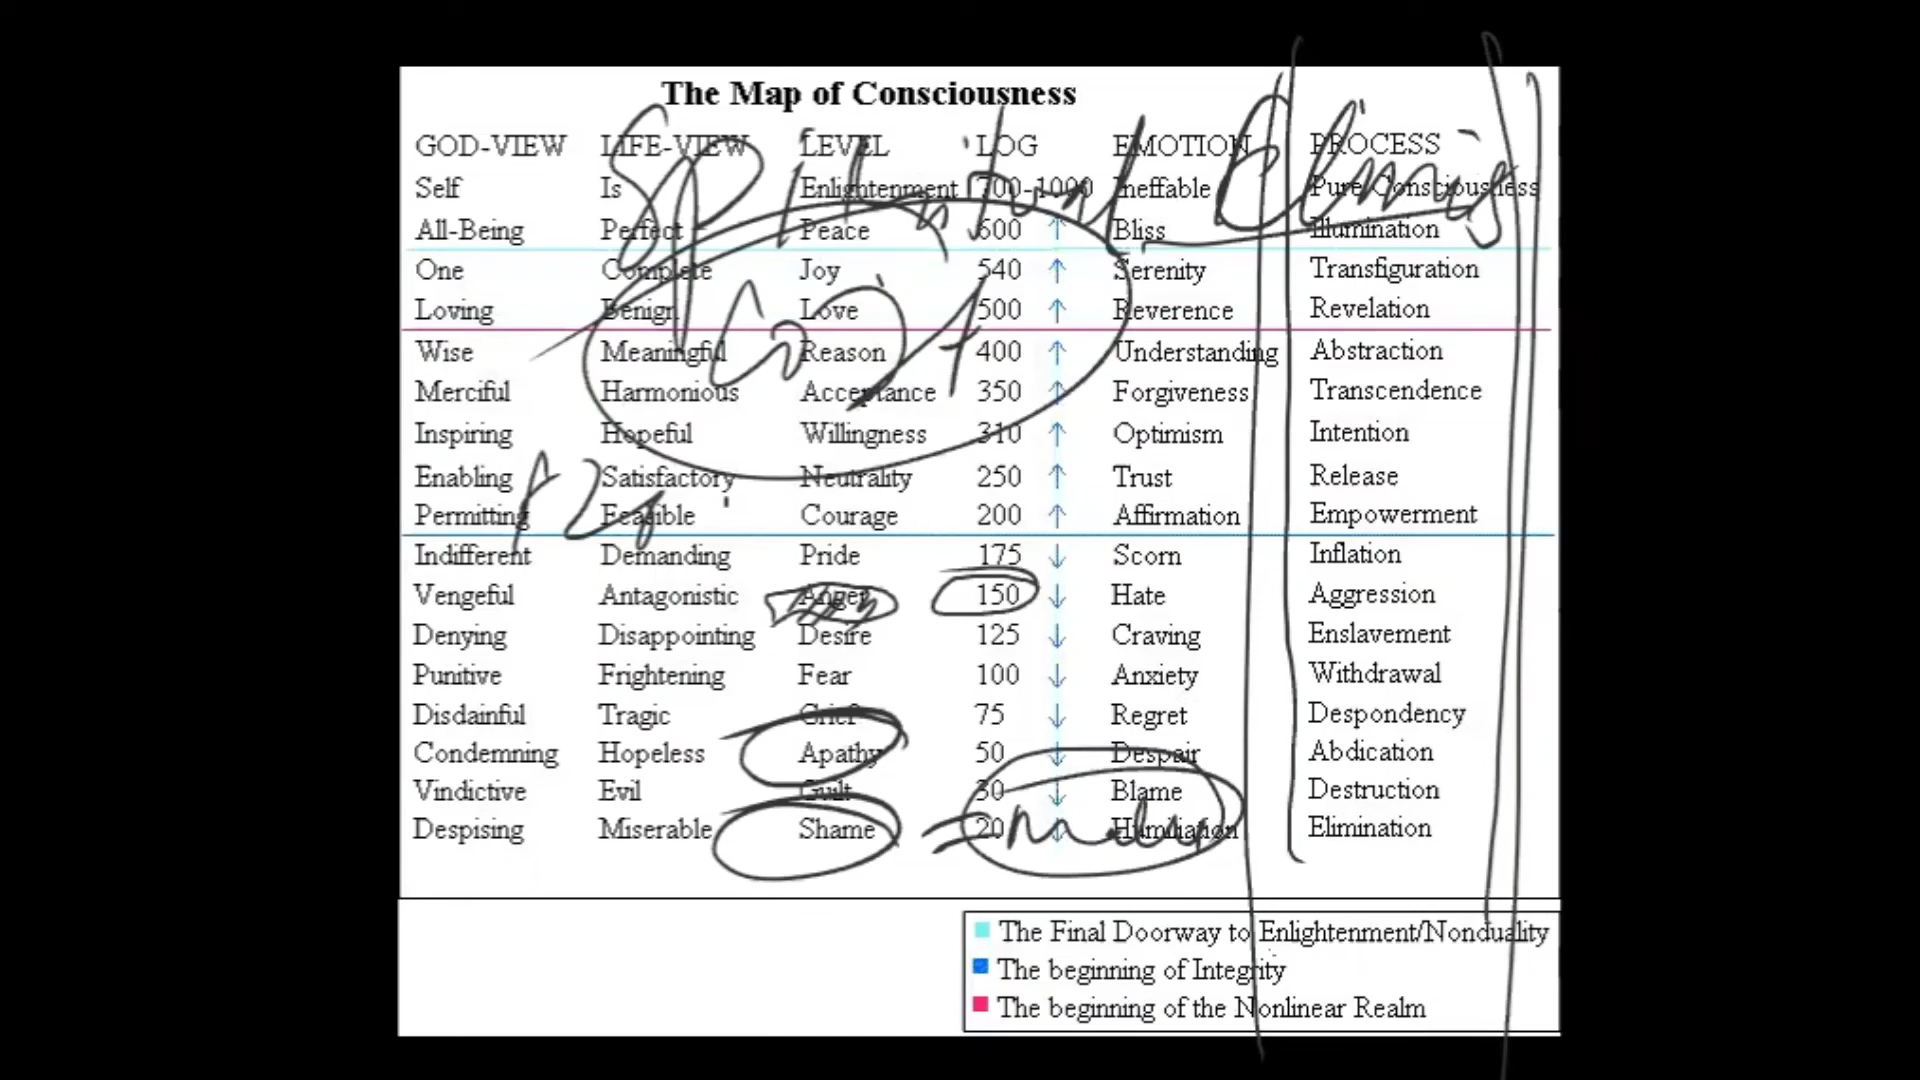 The Map of Consciousness
GOD-VIEW LIFE-VIEW LEVEL LOG EMOTION PROCESS
Self Is Enlightenment 700-1000 Ineffable Pure Consciousness
All-Being Perfect Peace 600 ↑ Bliss Illumination
One Complete Joy 540 ↑ Serenity Transfiguration
Loving Benign Love 500 ↑ Reverence Revelation
Wise Meaningful Reason 400 ↑ Understanding Abstraction
Merciful Harmonious Acceptance 350 ↑ Forgiveness Transcendence
Inspiring Hopeful Willingness 310 ↑ Optimism Intention
Enabling Satisfactory Neutrality 250 ↑ Trust Release
Permitting Feasible Courage 200 ↑ Affirmation Empowerment
Indifferent Demanding Pride 175 ↓ Scorn Inflation
Vengeful Antagonistic Anger 150 ↓ Hate Aggression
Denying Disappointing Desire 125 ↓ Craving Enslavement
Punitive Frightening Fear 100 ↓ Anxiety Withdrawal
Disdainful Tragic Grief 75 ↓ Regret Despondency
Condemning Hopeless Apathy 50 ↓ Despair Abdication
Vindictive Evil Guilt 30 ↓ Blame Destruction
Despising Miserable Shame 20 ↓ Humiliation Elimination
The Final Doorway to Enlightenment/Nonduality
The beginning of Integrity
The beginning of the Nonlinear Realm
Spiritual